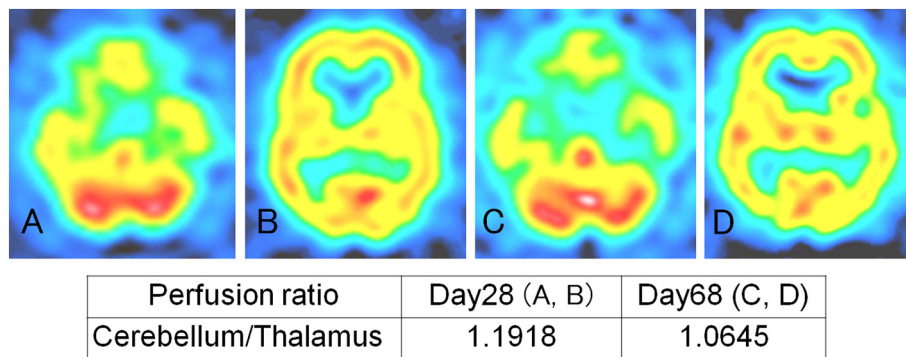 A B C D
Perfusion ratio Day28 (A, B) Day68 (C, D)
Cerebellum/Thalamus 1.1918 1.0645